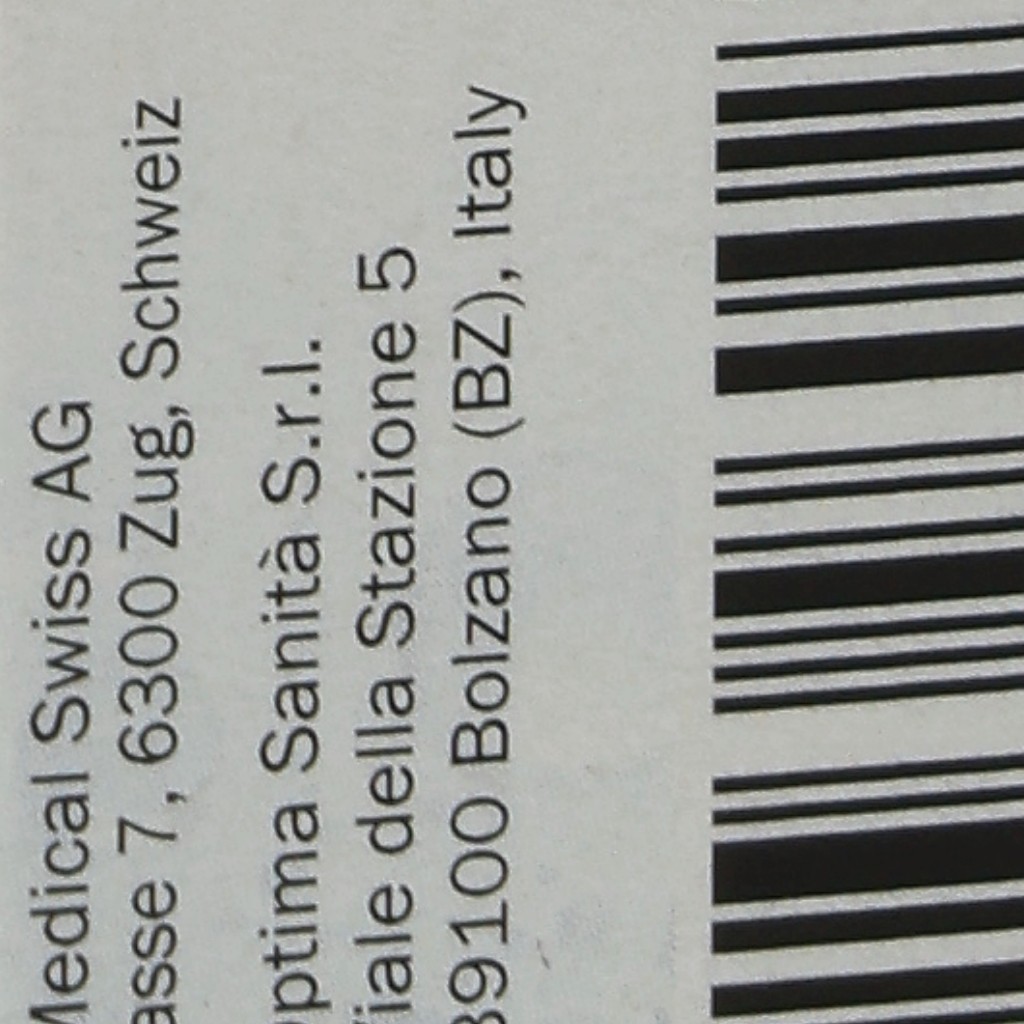 Medical Swiss AG
asse 7, 6300 Zug, Schweiz
ptima Sanità S.r.l.
iale della Stazione 5
39100 Bolzano (BZ), Italy